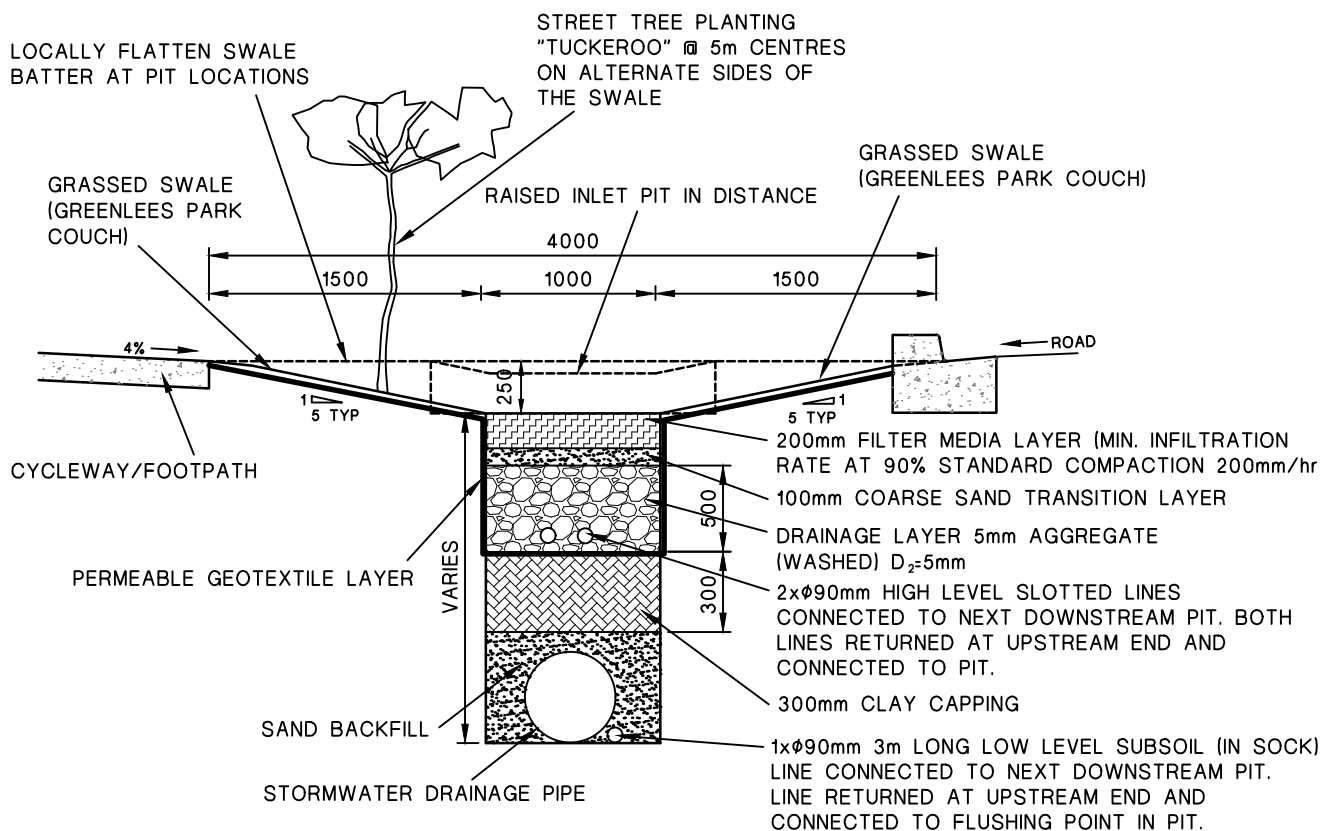 STREET TREE PLANTING
"TUCKEROO" @ 5m CENTRES
ON ALTERNATE SIDES OF
THE SWALE
LOCALLY FLATTEN SWALE
BATTER AT PIT LOCATIONS
GRASSED SWALE
(GREENLEES PARK
COUCH)
RAISED INLET PIT IN DISTANCE
GRASSED SWALE
(GREENLEES PARK COUCH)
4000
1500
1000
1500
4%
ROAD
250
1
5 TYP
1
5 TYP
CYCLEWAY/FOOTPATH
200mm FILTER MEDIA LAYER (MIN. INFILTRATION
RATE AT 90% STANDARD COMPACTION 200mm/hr
100mm COARSE SAND TRANSITION LAYER
500
DRAINAGE LAYER 5mm AGGREGATE
(WASHED) D₂=5mm
PERMEABLE GEOTEXTILE LAYER
VARIES
300
2xϕ90mm HIGH LEVEL SLOTTED LINES
CONNECTED TO NEXT DOWNSTREAM PIT. BOTH
LINES RETURNED AT UPSTREAM END AND
CONNECTED TO PIT.
300mm CLAY CAPPING
SAND BACKFILL
STORMWATER DRAINAGE PIPE
1xϕ90mm 3m LONG LOW LEVEL SUBSOIL (IN SOCK)
LINE CONNECTED TO NEXT DOWNSTREAM PIT.
LINE RETURNED AT UPSTREAM END AND
CONNECTED TO FLUSHING POINT IN PIT.